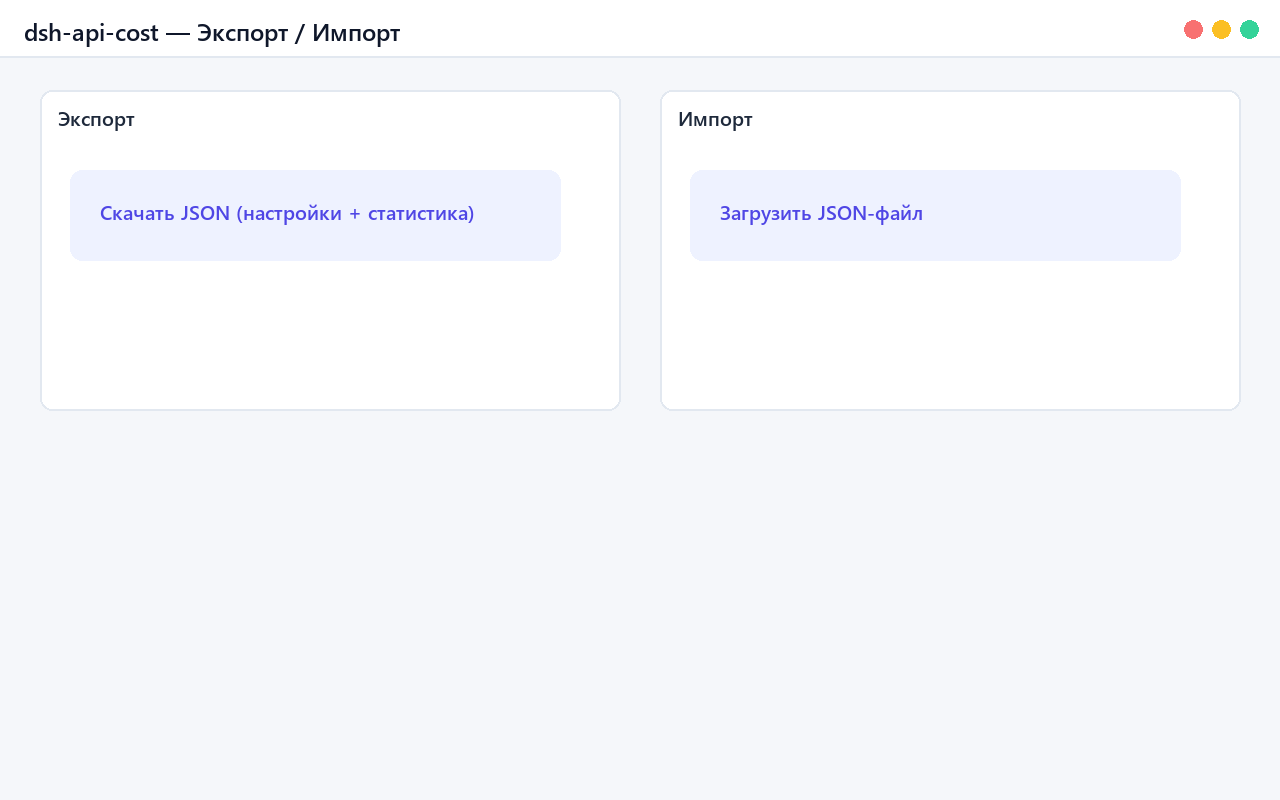 dsh-api-cost — Экспорт / Импорт
Экспорт
Скачать JSON (настройки + статистика)
Импорт
Загрузить JSON-файл